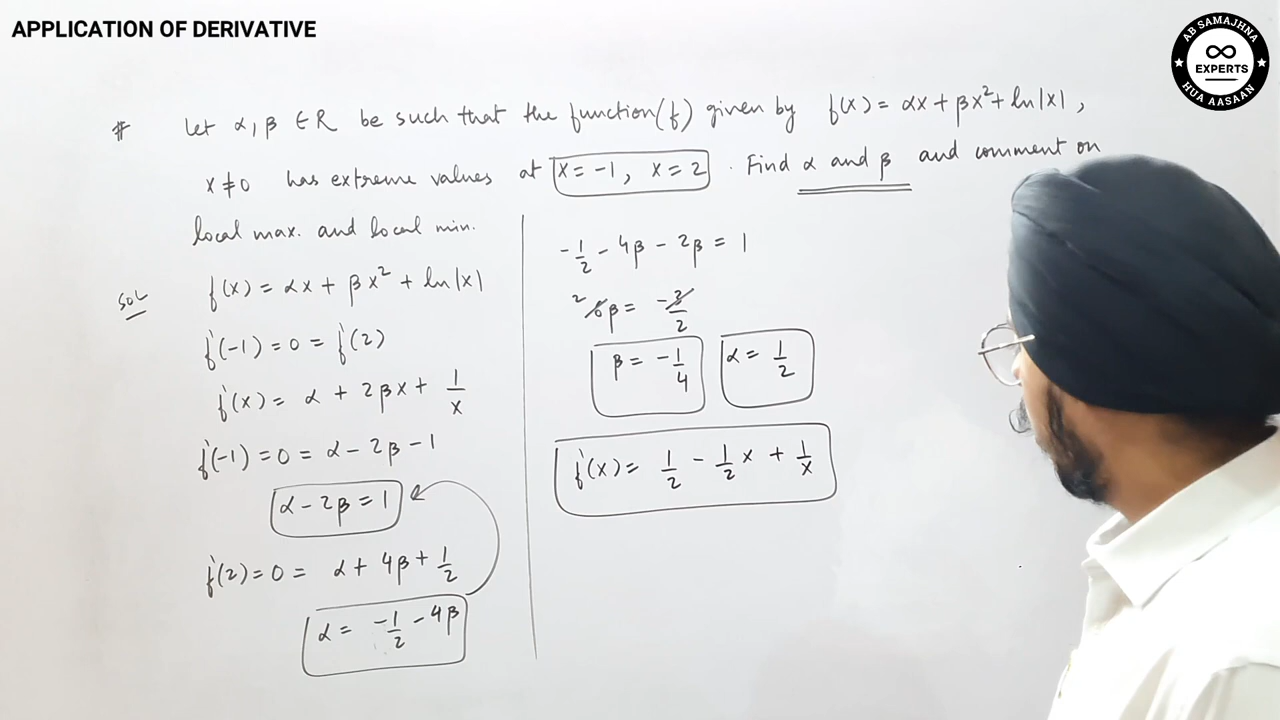 APPLICATION OF DERIVATIVE
AB SAMAJHNA
∞
EXPERTS
HUA AASAAN
# Let α, β ∈ R be such that the function (f) given by f(x) = αx + βx² + ln|x|,
x ≠ 0 has extreme values at x = -1, x = 2. Find α and β and comment on
local max. and local min.
Sol
f(x) = αx + βx² + ln|x|
f'(-1) = 0 = f'(2)
f'(x) = α + 2βx + 1/x
f'(-1) = 0 = α - 2β - 1
α - 2β = 1
f'(2) = 0 = α + 4β + 1/2
α = -1/2 - 4β
-1/2 - 4β - 2β = 1
2 6β = -3/2
β = -1/4
α = 1/2
f'(x) = 1/2 - 1/2 x + 1/x